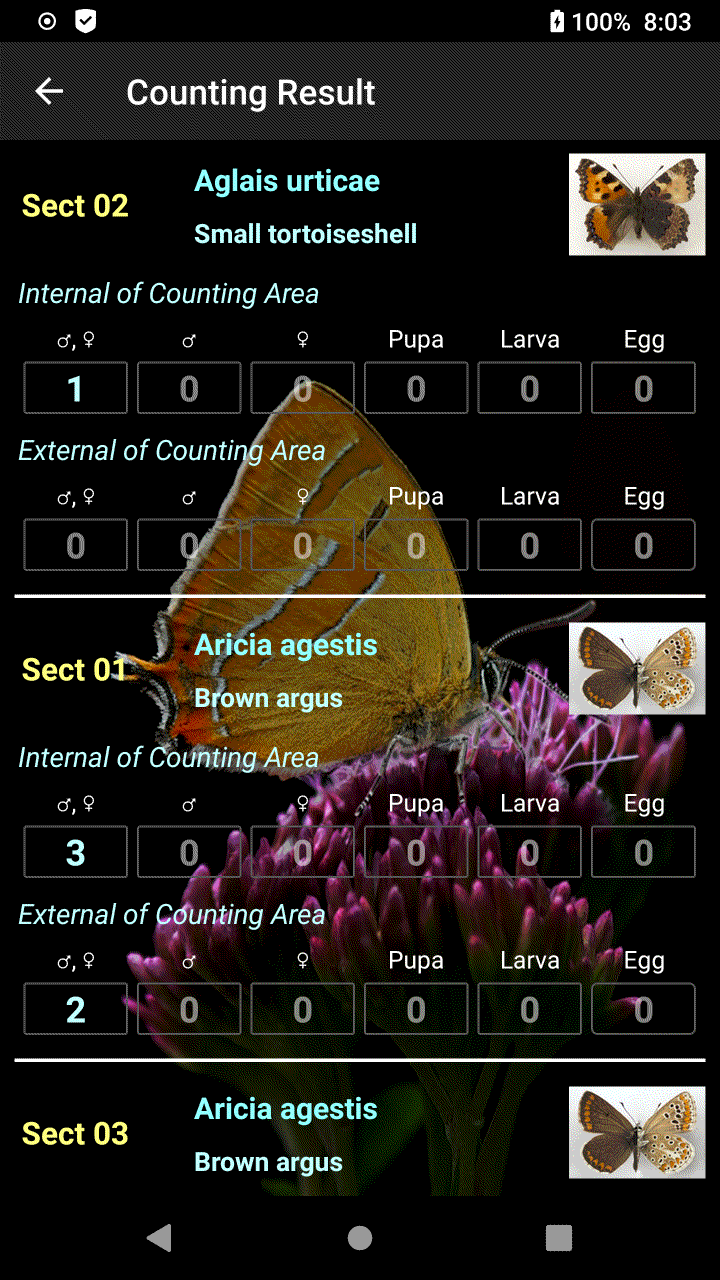 100% 8:03
Counting Result
Sect 02
Aglais urticae
Small tortoiseshell
Internal of Counting Area
♂, ♀ ♂ ♀ Pupa Larva Egg
1 0 0 0 0 0
External of Counting Area
♂, ♀ ♂ ♀ Pupa Larva Egg
0 0 0 0 0 0
Sect 01
Aricia agestis
Brown argus
Internal of Counting Area
♂, ♀ ♂ ♀ Pupa Larva Egg
3 0 0 0 0 0
External of Counting Area
♂, ♀ ♂ ♀ Pupa Larva Egg
2 0 0 0 0 0
Sect 03
Aricia agestis
Brown argus